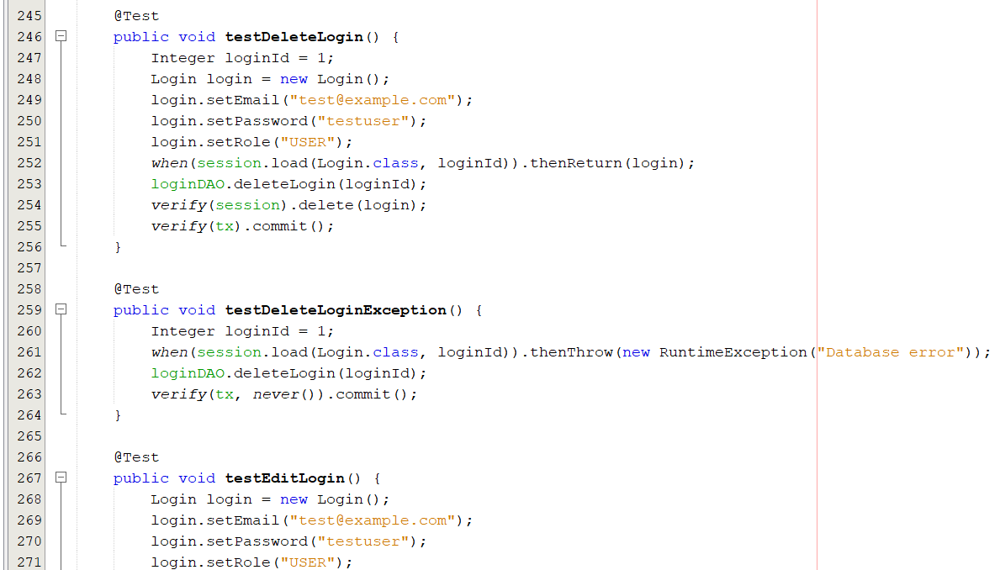 245 @Test
246 public void testDeleteLogin() {
247 Integer loginId = 1;
248 Login login = new Login();
249 login.setEmail("test@example.com");
250 login.setPassword("testuser");
251 login.setRole("USER");
252 when(session.load(Login.class, loginId)).thenReturn(login);
253 loginDAO.deleteLogin(loginId);
254 verify(session).delete(login);
255 verify(tx).commit();
256 }
257
258 @Test
259 public void testDeleteLoginException() {
260 Integer loginId = 1;
261 when(session.load(Login.class, loginId)).thenThrow(new RuntimeException("Database error"));
262 loginDAO.deleteLogin(loginId);
263 verify(tx, never()).commit();
264 }
265
266 @Test
267 public void testEditLogin() {
268 Login login = new Login();
269 login.setEmail("test@example.com");
270 login.setPassword("testuser");
271 login.setRole("USER");